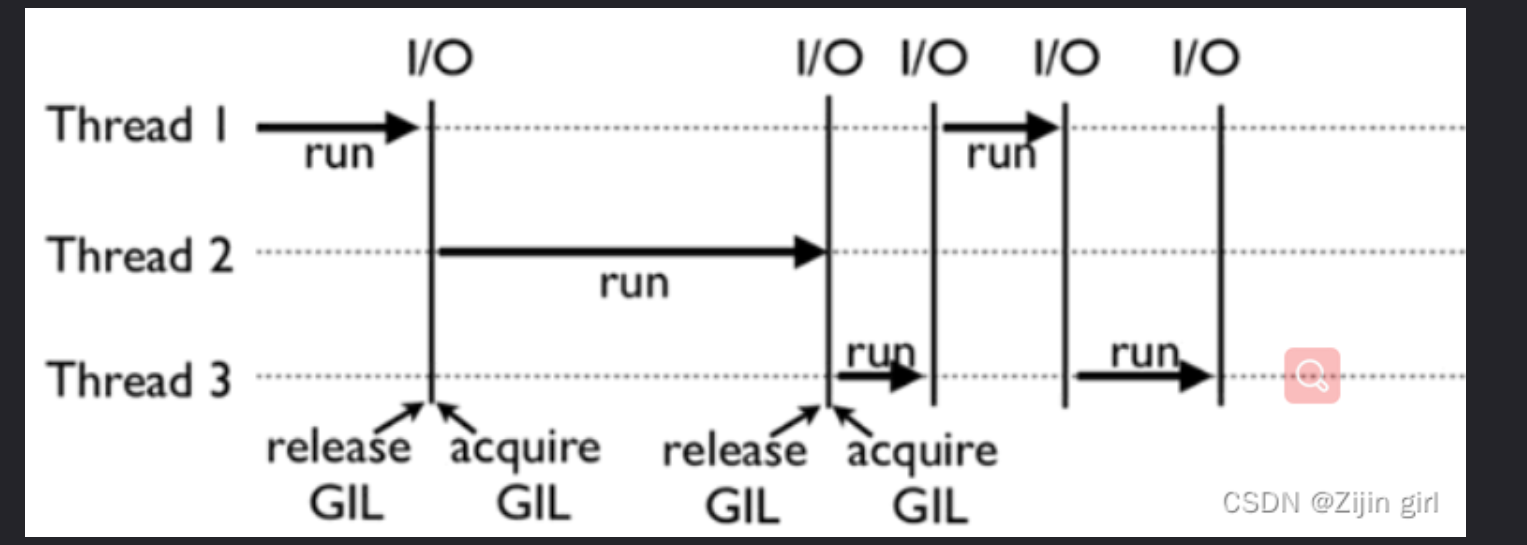 I/O I/O I/O I/O I/O
Thread 1
run run
Thread 2
run
run run
Thread 3
release acquire release acquire
GIL GIL GIL GIL
CSDN @Zijin girl